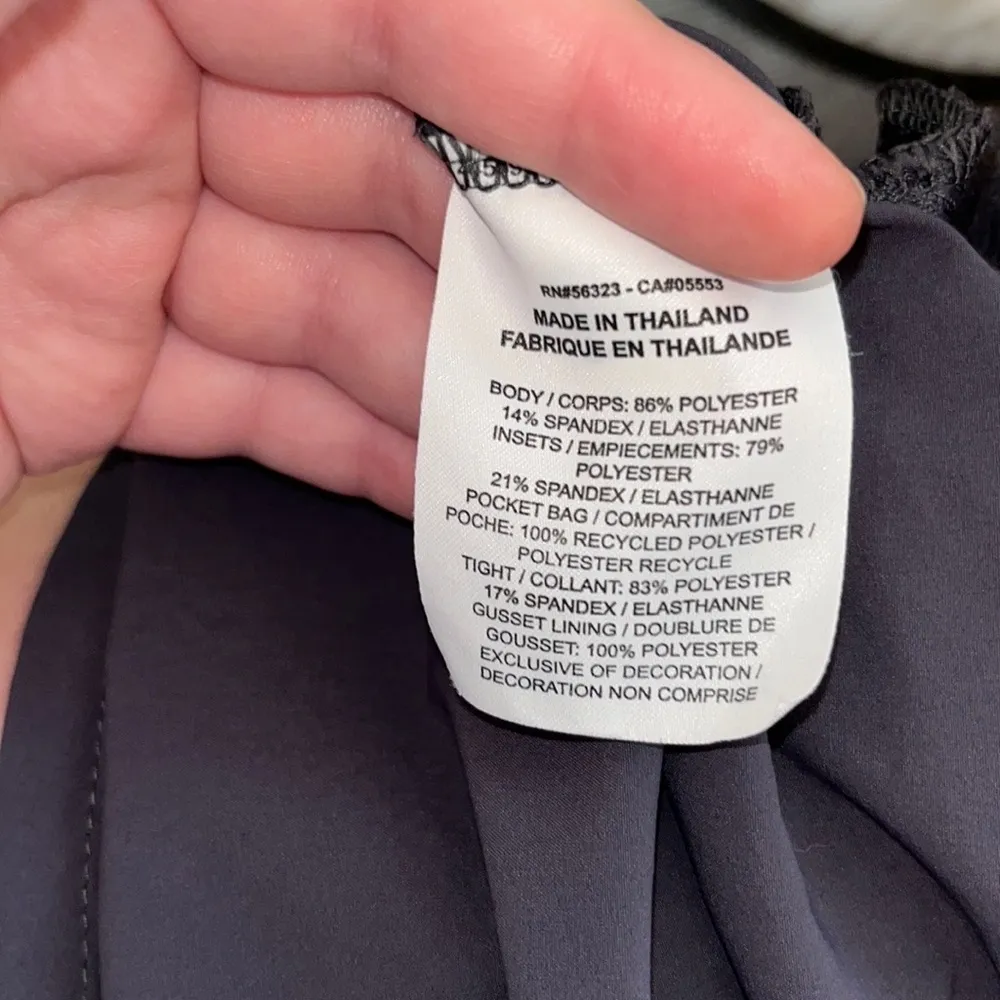 RN#56323 - CA#05553
MADE IN THAILAND
FABRIQUE EN THAILANDE
BODY / CORPS: 86% POLYESTER
14% SPANDEX / ELASTHANNE
INSETS / EMPIECEMENTS: 79%
POLYESTER
21% SPANDEX / ELASTHANNE
POCKET BAG / COMPARTIMENT DE
POCHE: 100% RECYCLED POLYESTER /
POLYESTER RECYCLE
TIGHT / COLLANT: 83% POLYESTER
17% SPANDEX / ELASTHANNE
GUSSET LINING / DOUBLURE DE
GOUSSET: 100% POLYESTER
EXCLUSIVE OF DECORATION /
DECORATION NON COMPRISE